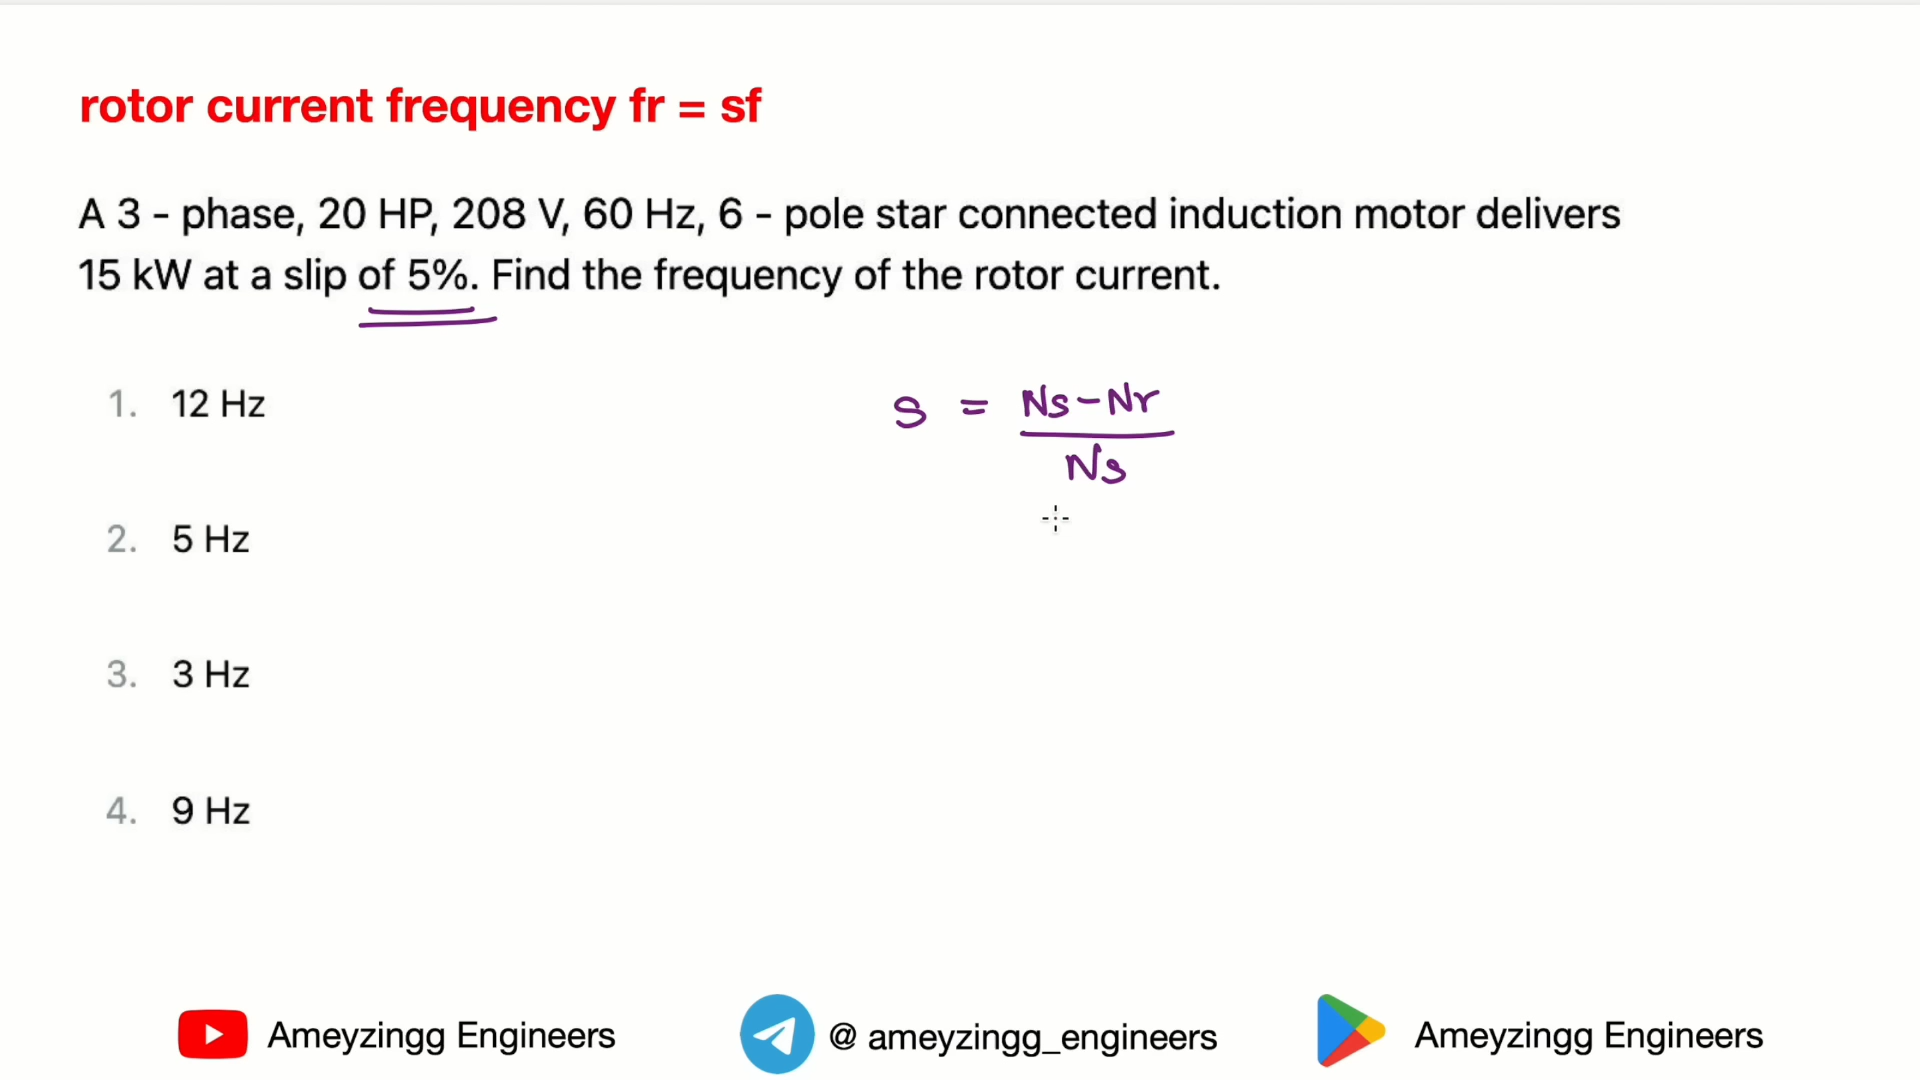 rotor current frequency fr = sf
A 3 - phase, 20 HP, 208 V, 60 Hz, 6 - pole star connected induction motor delivers
15 kW at a slip of 5%. Find the frequency of the rotor current.
1. 12 Hz
s = Ns-Nr
Ns
2. 5 Hz
3. 3 Hz
4. 9 Hz
Ameyzingg Engineers
@ ameyzingg_engineers
Ameyzingg Engineers